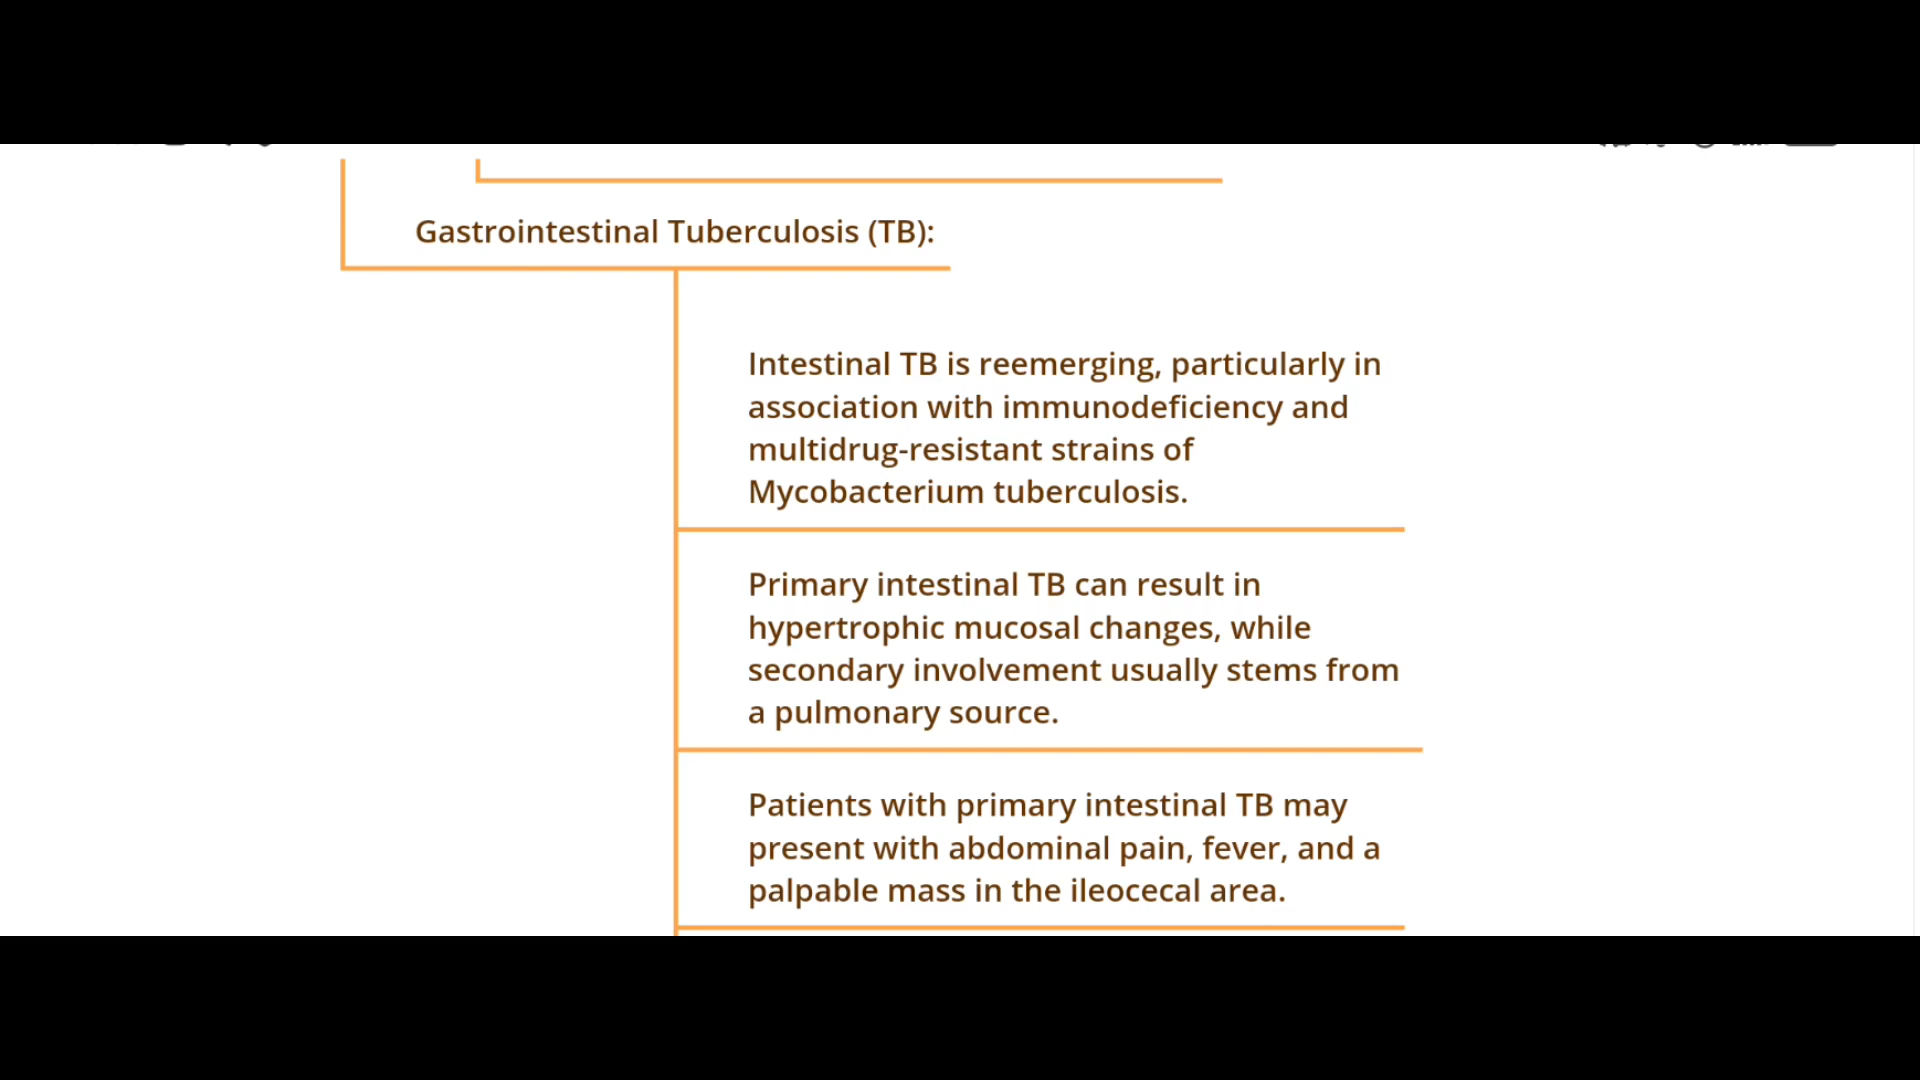 Gastrointestinal Tuberculosis (TB):
Intestinal TB is reemerging, particularly in
association with immunodeficiency and
multidrug-resistant strains of
Mycobacterium tuberculosis.
Primary intestinal TB can result in
hypertrophic mucosal changes, while
secondary involvement usually stems from
a pulmonary source.
Patients with primary intestinal TB may
present with abdominal pain, fever, and a
palpable mass in the ileocecal area.